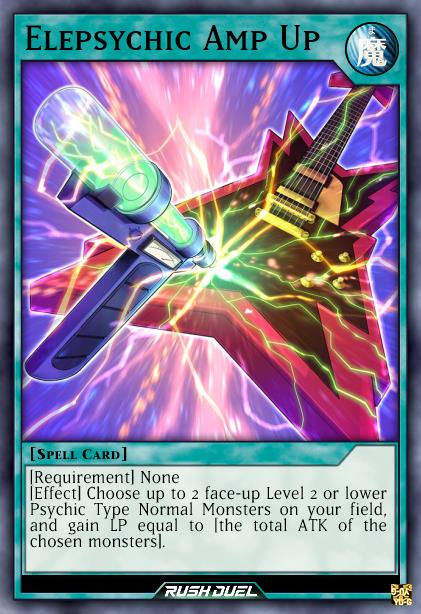 Elepsychic Amp Up
ま
魔
[Spell Card]
[Requirement] None
[Effect] Choose up to 2 face-up Level 2 or lower
Psychic Type Normal Monsters on your field,
and gain LP equal to [the total ATK of the
chosen monsters].
RUSH DUEL